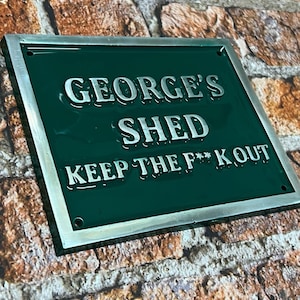 GEORGE'S
SHED
KEEP THE F** K OUT